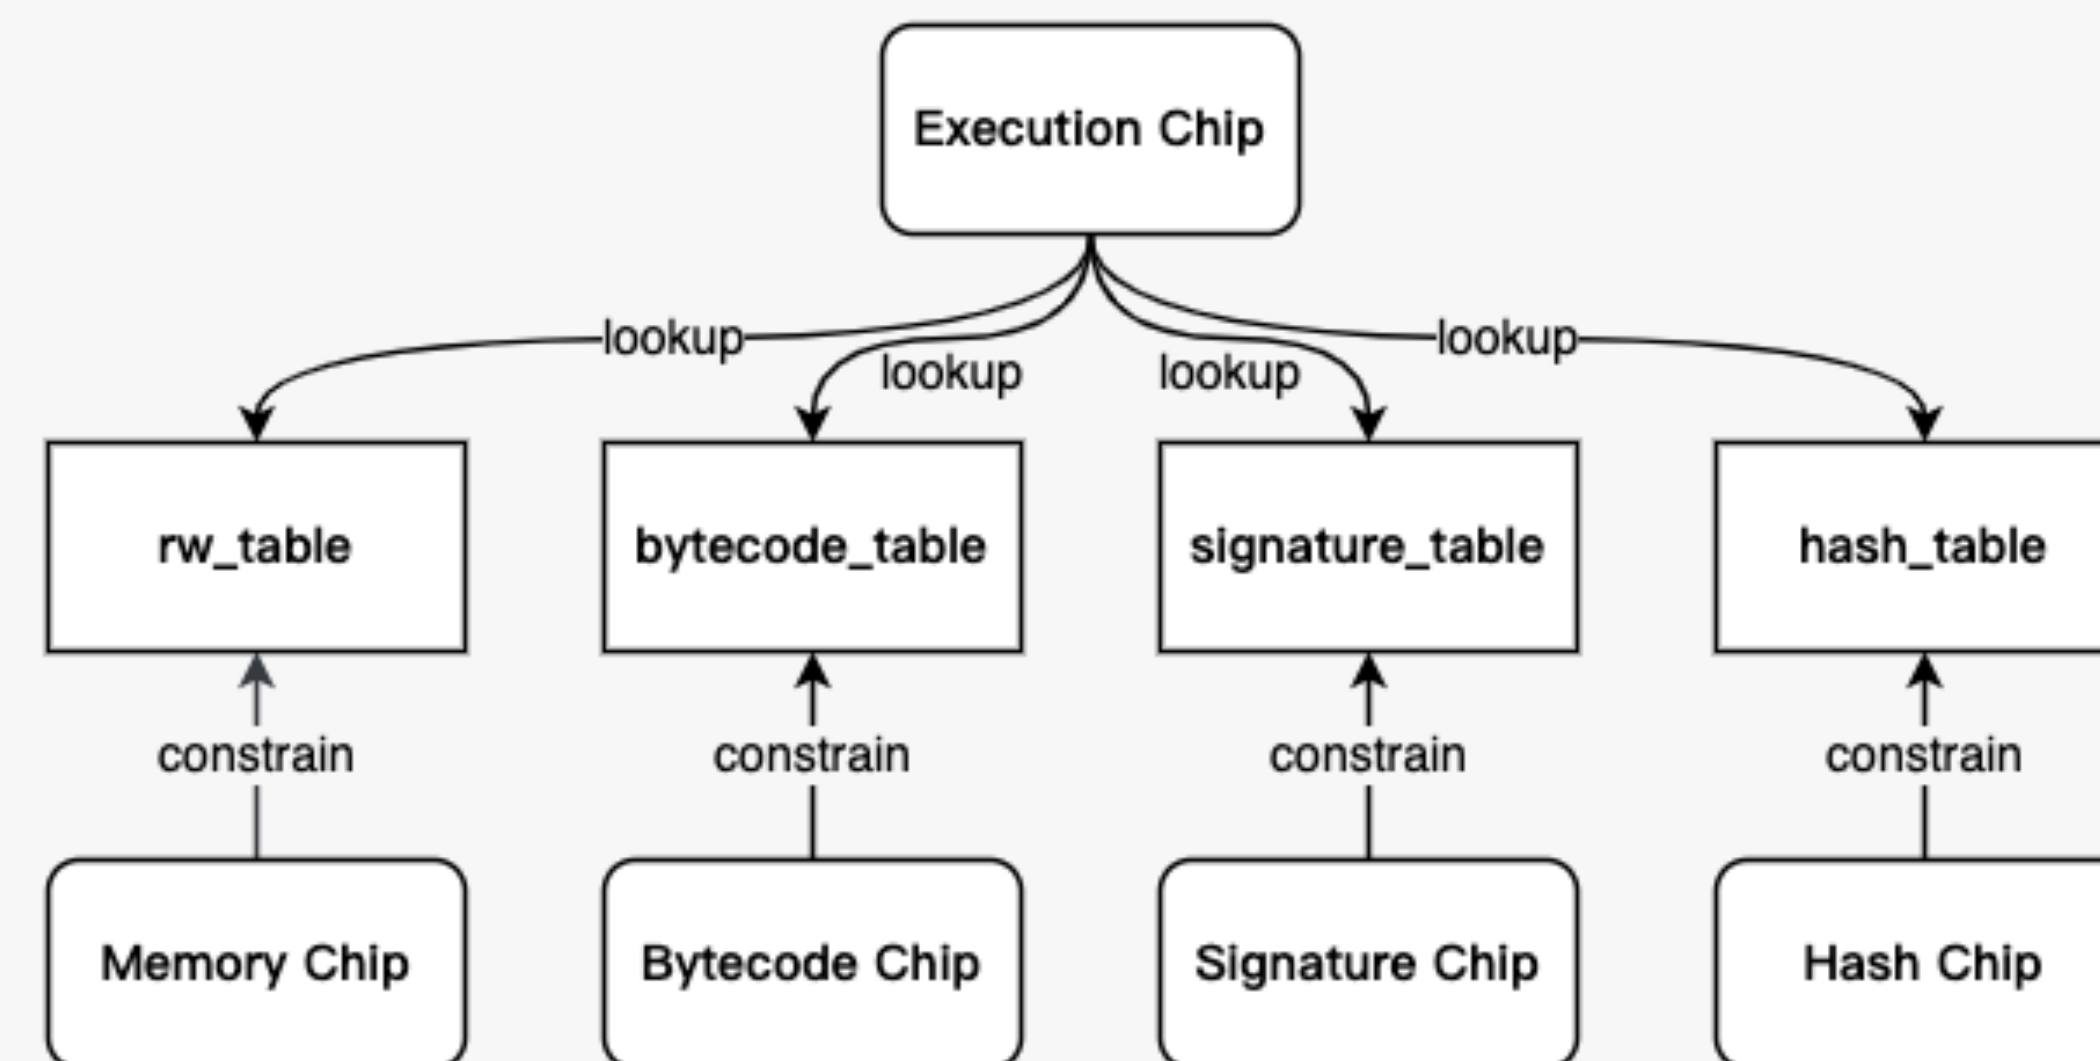 Execution Chip
lookup lookup
lookup lookup
rw_table bytecode_table signature_table hash_table
constrain constrain constrain constrain
Memory Chip Bytecode Chip Signature Chip Hash Chip